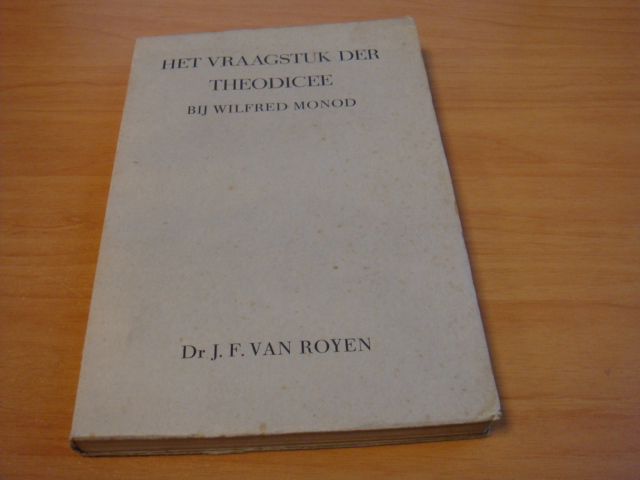 HET VRAAGSTUK DER
THEODICEE
BIJ WILFRED MONOD
Dr J. F. VAN ROYEN